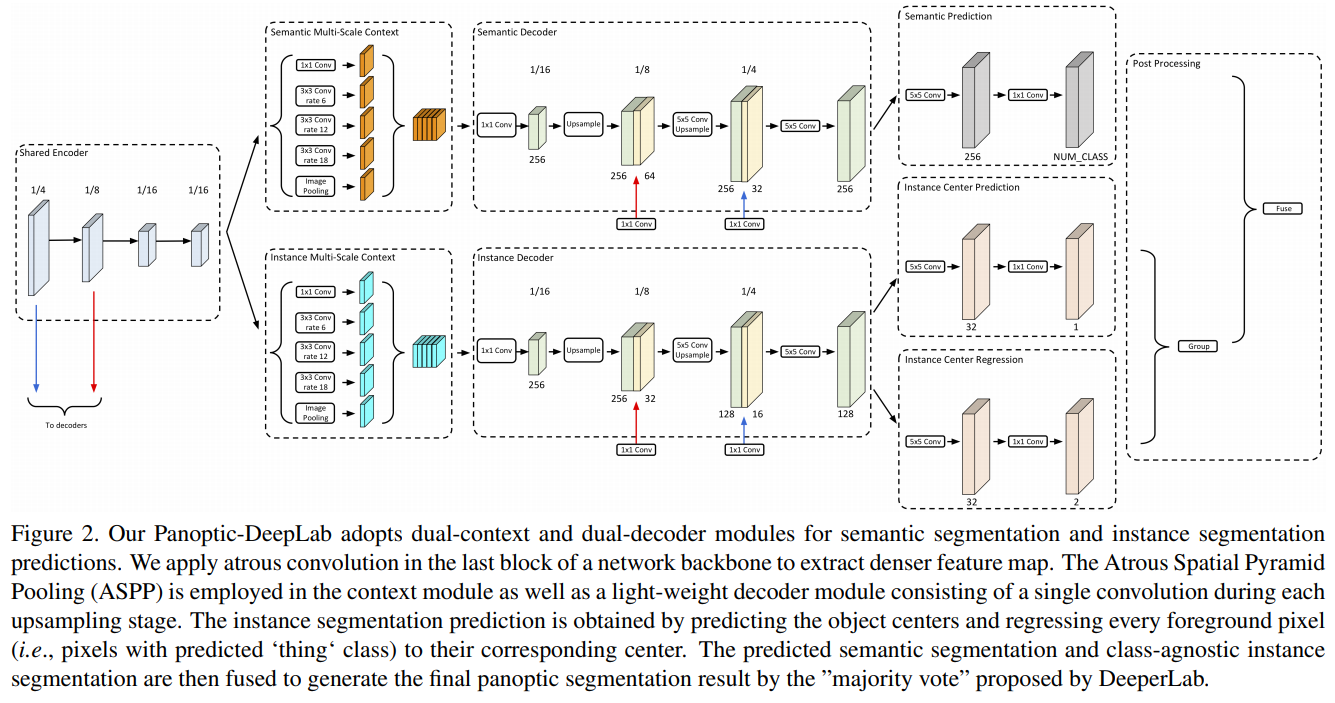 Shared Encoder
1/4
1/8
1/16
1/16
To decoders
Semantic Multi-Scale Context
1x1 Conv
3x3 Conv
rate 6
3x3 Conv
rate 12
3x3 Conv
rate 18
Image
Pooling
Semantic Decoder
1/16
1/8
1/4
1x1 Conv
256
Upsample
256
64
1x1 Conv
5x5 Conv
Upsample
256
32
1x1 Conv
5x5 Conv
256
Semantic Prediction
5x5 Conv
256
1x1 Conv
NUM_CLASS
Instance Multi-Scale Context
1x1 Conv
3x3 Conv
rate 6
3x3 Conv
rate 12
3x3 Conv
rate 18
Image
Pooling
Instance Decoder
1/16
1/8
1/4
1x1 Conv
256
Upsample
256
32
1x1 Conv
5x5 Conv
Upsample
128
16
1x1 Conv
5x5 Conv
128
Instance Center Prediction
5x5 Conv
32
1x1 Conv
1
Instance Center Regression
5x5 Conv
32
1x1 Conv
2
Post Processing
Group
Fuse
Figure 2. Our Panoptic-DeepLab adopts dual-context and dual-decoder modules for semantic segmentation and instance segmentation
predictions. We apply atrous convolution in the last block of a network backbone to extract denser feature map. The Atrous Spatial Pyramid
Pooling (ASPP) is employed in the context module as well as a light-weight decoder module consisting of a single convolution during each
upsampling stage. The instance segmentation prediction is obtained by predicting the object centers and regressing every foreground pixel
(i.e., pixels with predicted ‘thing‘ class) to their corresponding center. The predicted semantic segmentation and class-agnostic instance
segmentation are then fused to generate the final panoptic segmentation result by the ”majority vote” proposed by DeeperLab.